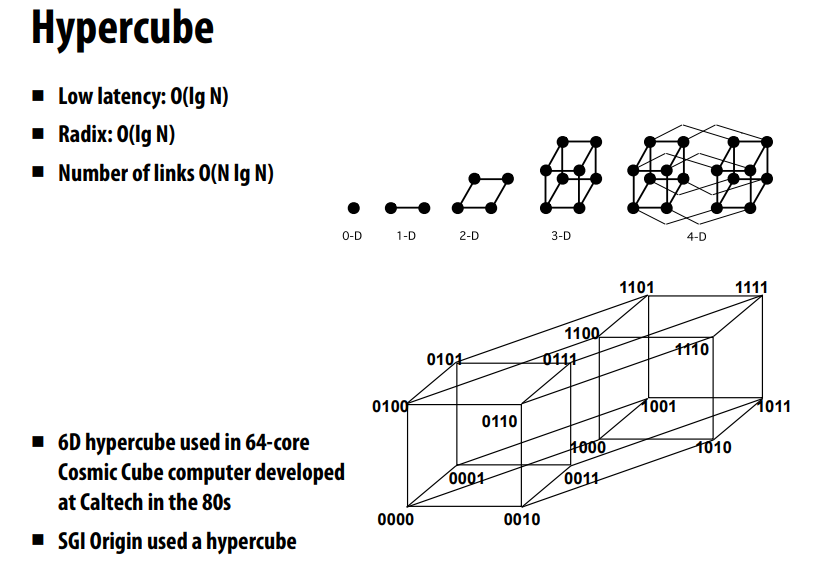 Hypercube
■ Low latency: O(lg N)
■ Radix: O(lg N)
■ Number of links O(N lg N)
0-D 1-D 2-D 3-D 4-D
1101 1111
1100
1110
0101 0111
0100
0110
1001 1011
1000 1010
0001 0011
0000 0010
■ 6D hypercube used in 64-core
Cosmic Cube computer developed
at Caltech in the 80s
■ SGI Origin used a hypercube